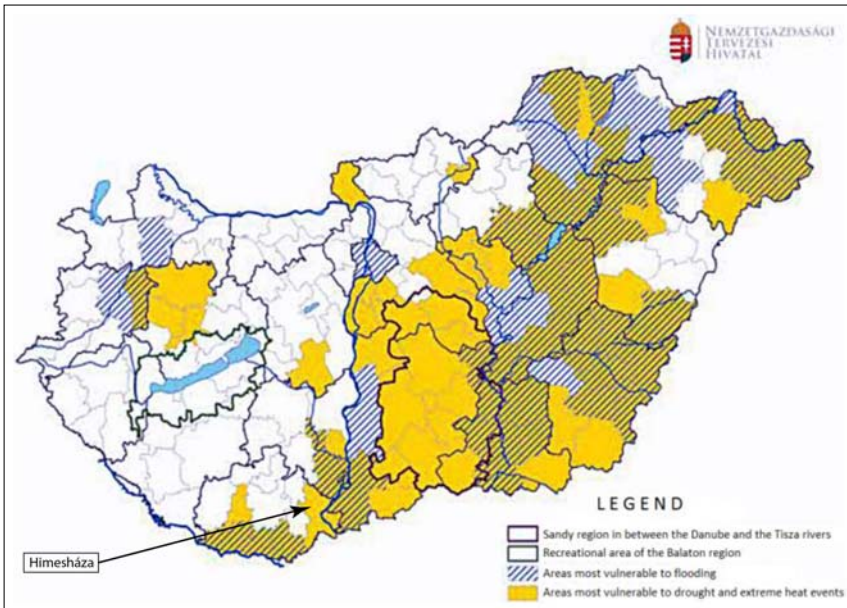 NEMZETGAZDASÁGI
TERVEZÉSI
HIVATAL
Himesháza
LEGEND
Sandy region in between the Danube and the Tisza rivers
Recreational area of the Balaton region
Areas most vulnerable to flooding
Areas most vulnerable to drought and extreme heat events